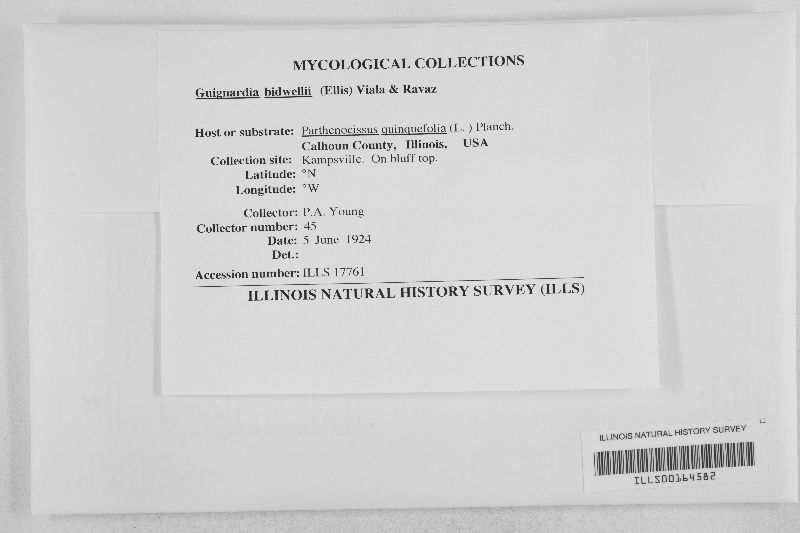 MYCOLOGICAL COLLECTIONS
Guignardia bidwellii (Ellis) Viala & Ravaz
Host or substrate: Parthenocissus quinquefolia (L. ) Planch.
Calhoun County, Illinois, USA
Collection site: Kampsville. On bluff top.
Latitude: °N
Longitude: °W
Collector: P.A. Young
Collector number: 45
Date: 5 June 1924
Det.:
Accession number: ILLS 17761
ILLINOIS NATURAL HISTORY SURVEY (ILLS)
ILLINOIS NATURAL HISTORY SURVEY
ILLS00164582